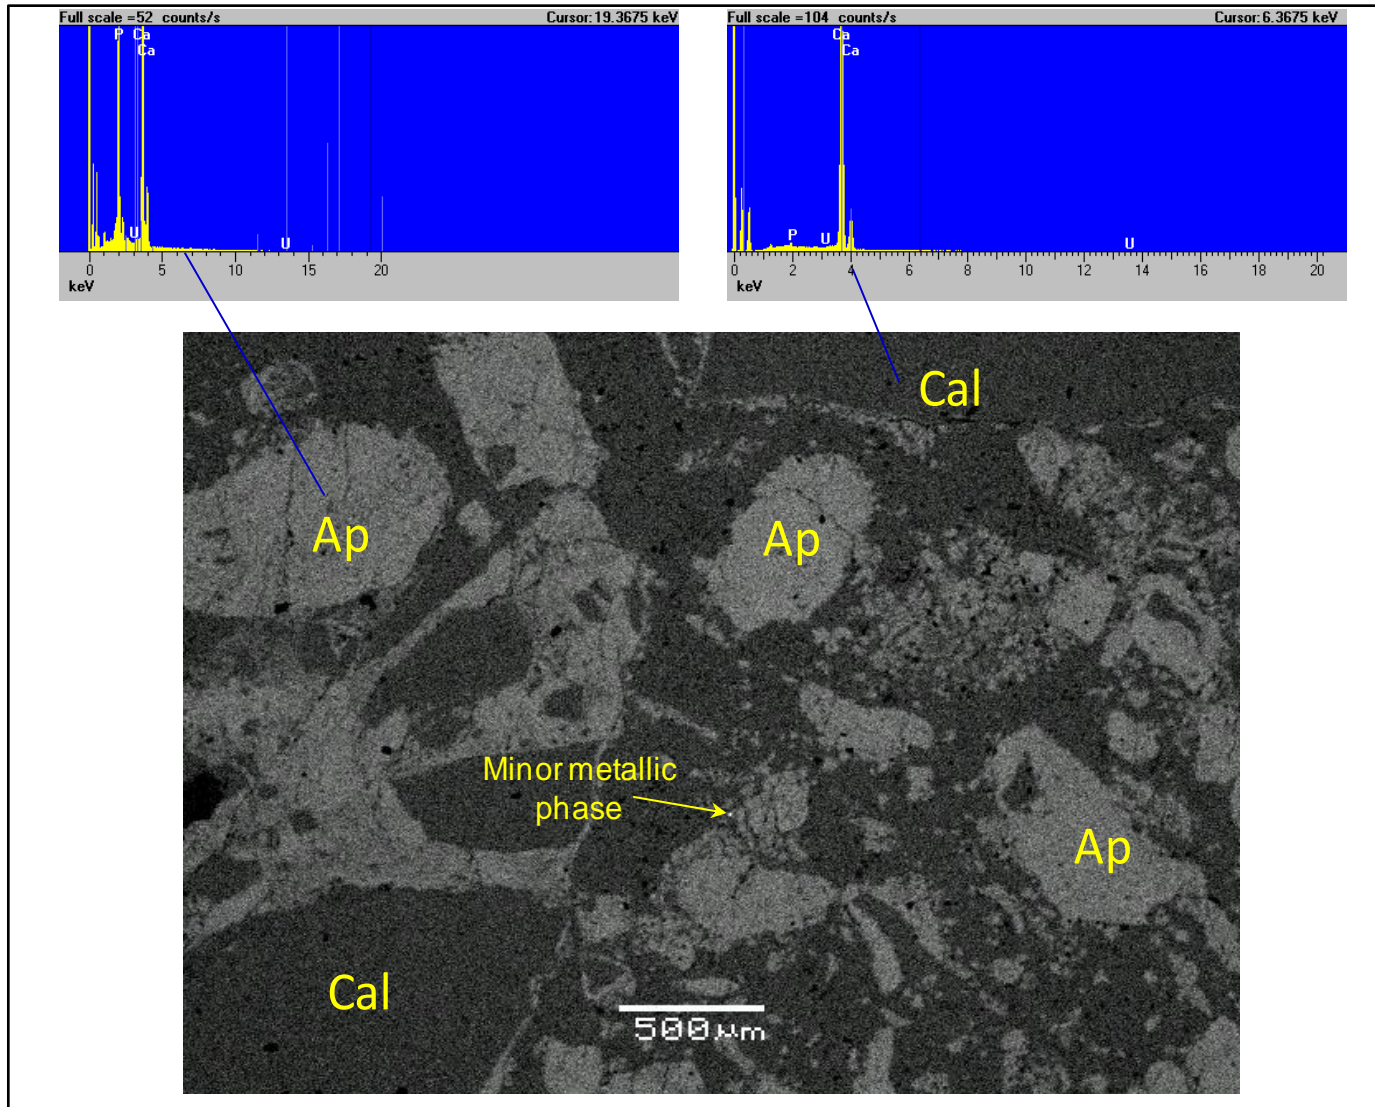 Full scale =52 counts/s Cursor: 19.3675 keV
P Ca
Ca
U U
0 5 10 15 20
keV
Full scale =104 counts/s Cursor: 6.3675 keV
Ca
Ca
P U U
0 2 4 6 8 10 12 14 16 18 20
keV
Cal
Ap
Ap
Minor metallic
phase
Ap
Cal
500µm